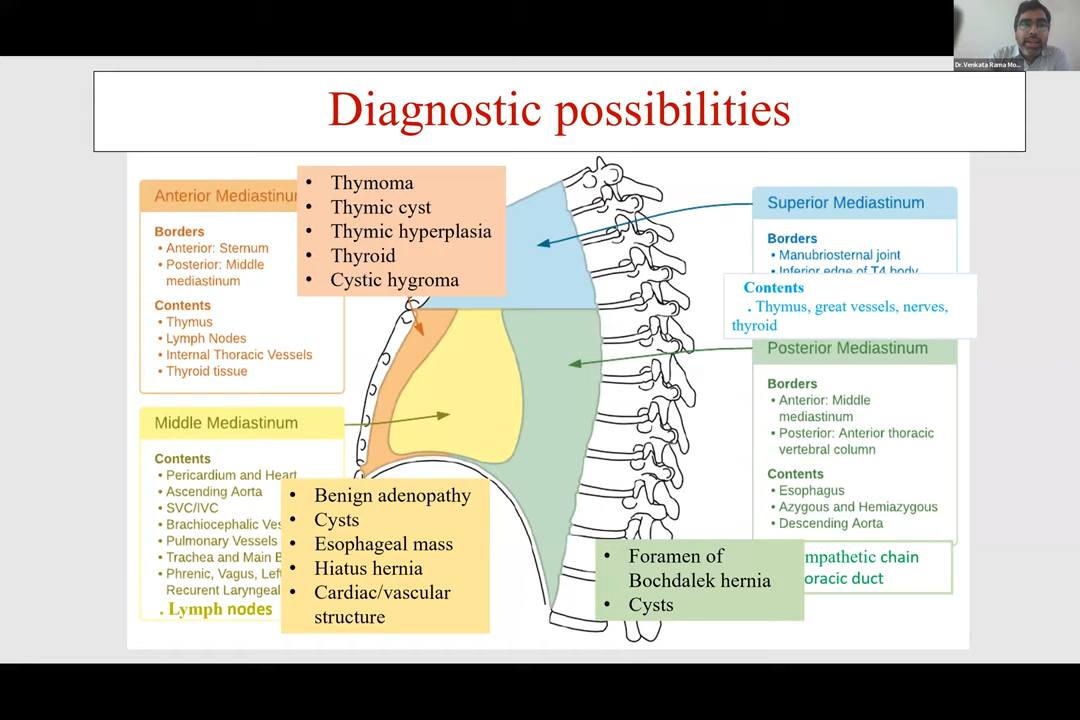 Dr.Venkata Rama Mo...
Diagnostic possibilities
Anterior
Borders
• Anterior: Sternum
• Posterior: Middle
mediastinum
Contents
• Thymus
• Lymph Nodes
• Internal Thoracic Vessels
• Thyroid tissue
• Thymoma
• Thymic cyst
• Thymic hyperplasia
• Thyroid
• Cystic hygroma
Superior Mediastinum
Borders
• Manubriosternal joint
• Inferior edge of T4 body
Contents
. Thymus, great vessels, nerves,
thyroid
Middle Mediastinum
Contents
• Pericardium and Heart
• Ascending Aorta
• SVC/IVC
• Brachiocephalic
• Pulmonary Vessels
• Trachea and Main
• Phrenic, Vagus,
Recurrent Laryngeal
. Lymph nodes
• Benign adenopathy
• Cysts
• Esophageal mass
• Hiatus hernia
• Cardiac/vascular
structure
Posterior Mediastinum
Borders
• Anterior: Middle
mediastinum
• Posterior: Anterior thoracic
vertebral column
Contents
• Esophagus
• Azygous and Hemiazygous
• Descending Aorta
chain
duct
• Foramen of
Bochdalek hernia
• Cysts